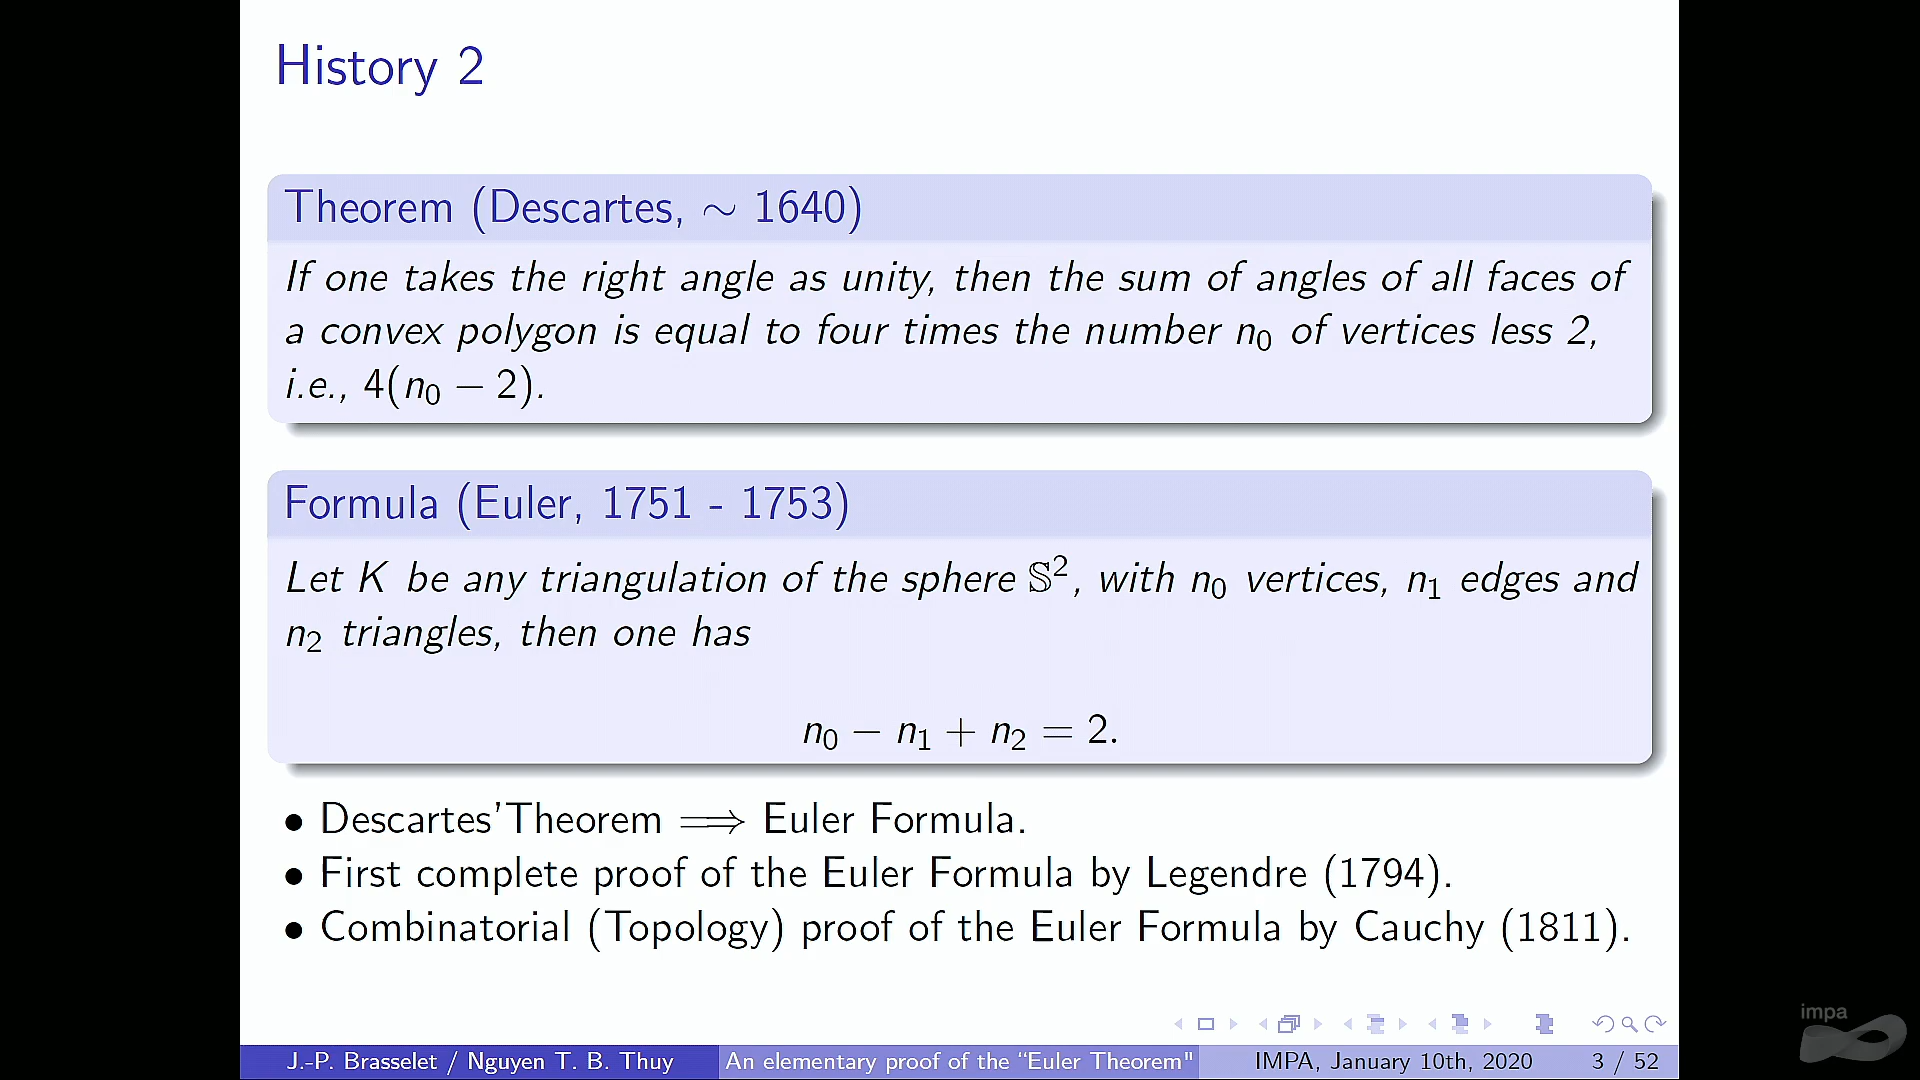 History 2
Theorem (Descartes, ∼ 1640)
If one takes the right angle as unity, then the sum of angles of all faces of
a convex polygon is equal to four times the number n₀ of vertices less 2,
i.e., 4(n₀ − 2).
Formula (Euler, 1751 - 1753)
Let K be any triangulation of the sphere 𝕊², with n₀ vertices, n₁ edges and
n₂ triangles, then one has
n₀ − n₁ + n₂ = 2.
• Descartes'Theorem ⟹ Euler Formula.
• First complete proof of the Euler Formula by Legendre (1794).
• Combinatorial (Topology) proof of the Euler Formula by Cauchy (1811).
impa
J.-P. Brasselet / Nguyen T. B. Thuy An elementary proof of the “Euler Theorem" IMPA, January 10th, 2020 3 / 52